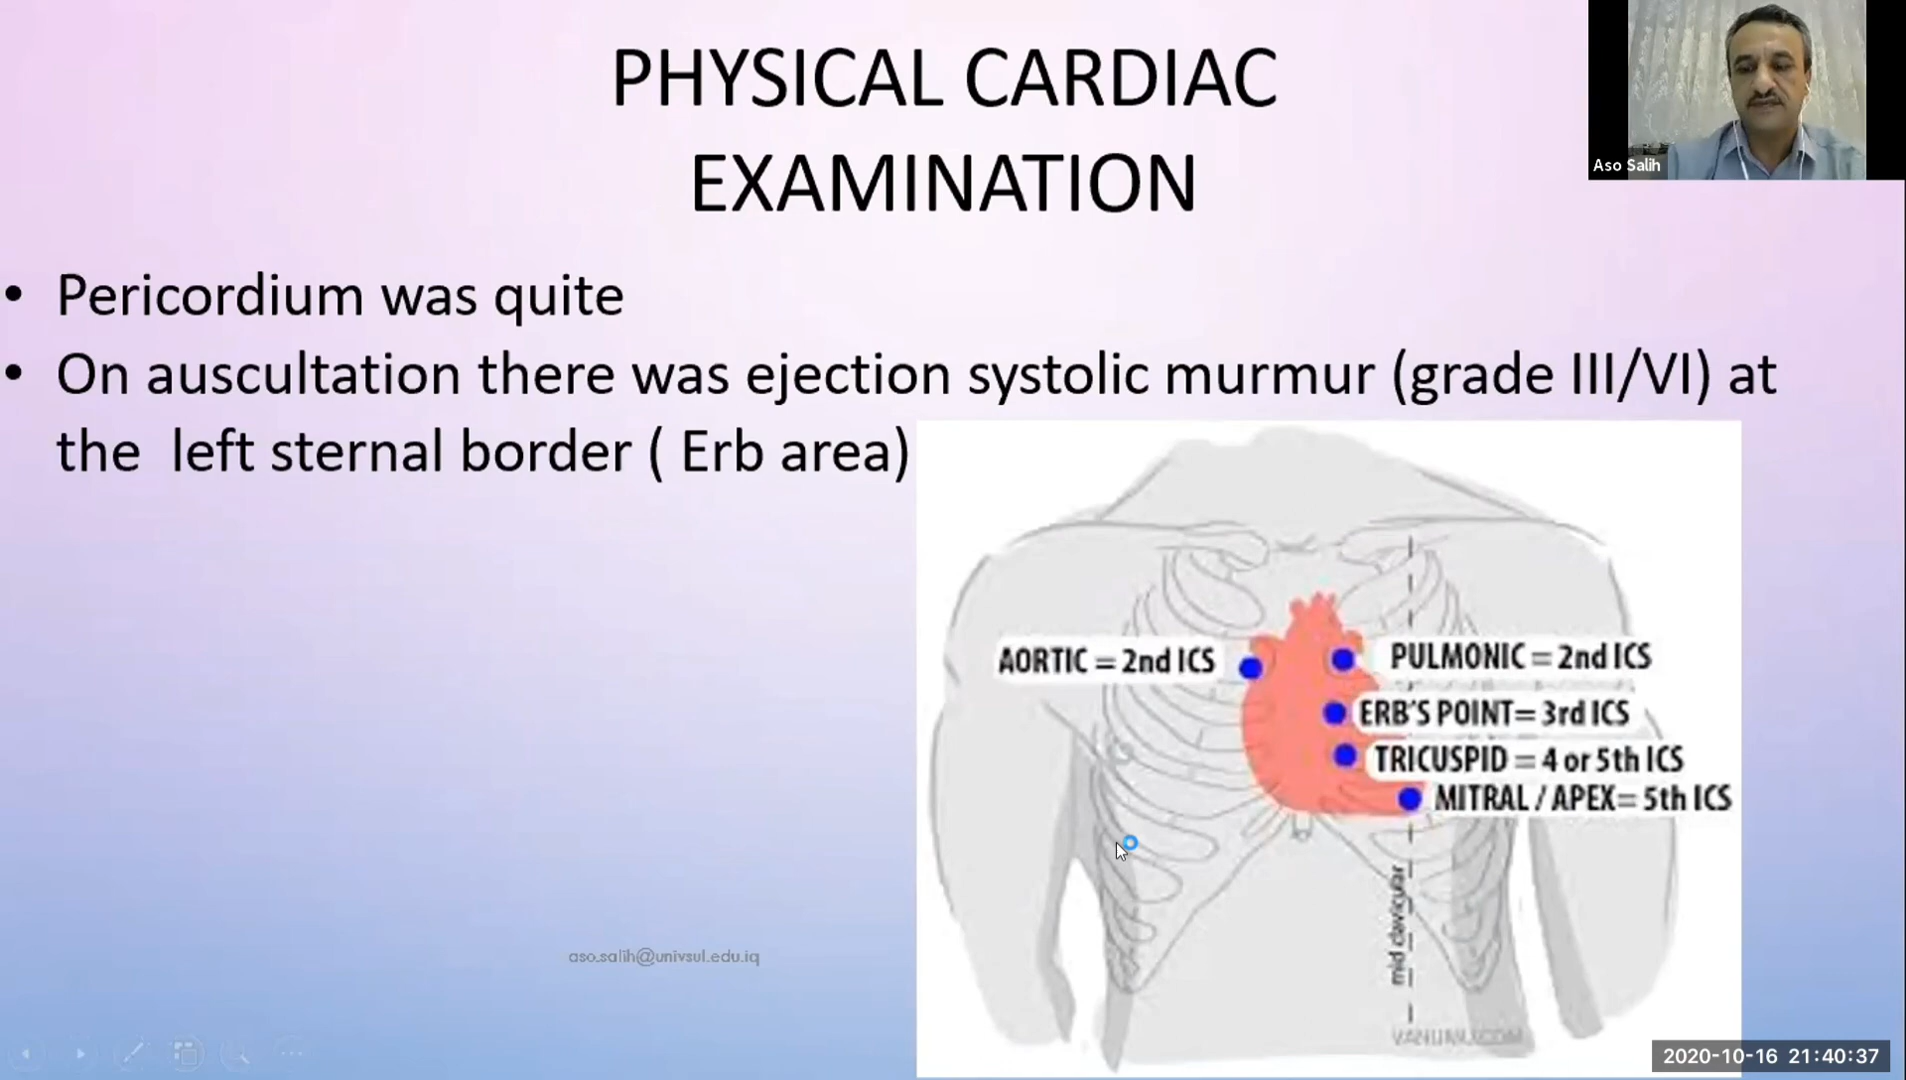 PHYSICAL CARDIAC
EXAMINATION
Aso Salih
• Pericordium was quite
• On auscultation there was ejection systolic murmur (grade III/VI) at
the left sternal border ( Erb area)
AORTIC = 2nd ICS
PULMONIC = 2nd ICS
ERB'S POINT= 3rd ICS
TRICUSPID = 4 or 5th ICS
MITRAL / APEX= 5th ICS
mid clavicular
aso.salih@univsul.edu.iq
2020-10-16 21:40:37